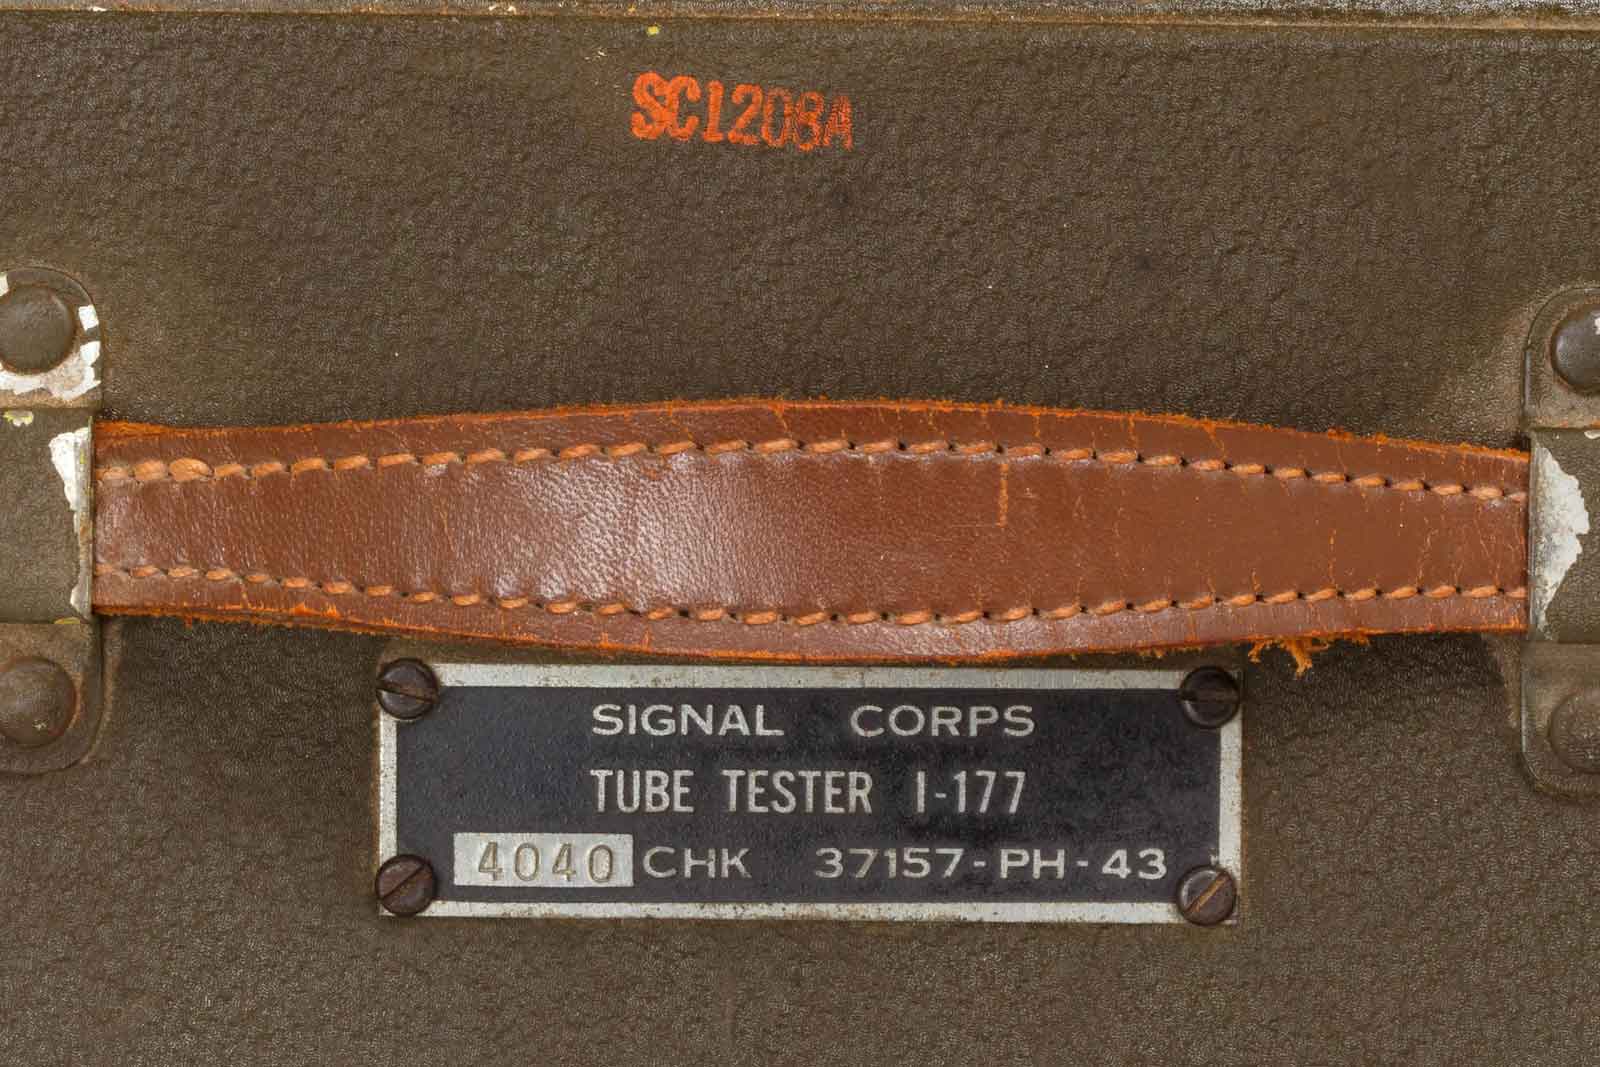 SC1208A
SIGNAL CORPS
TUBE TESTER I-177
4040 CHK 37157-PH-43